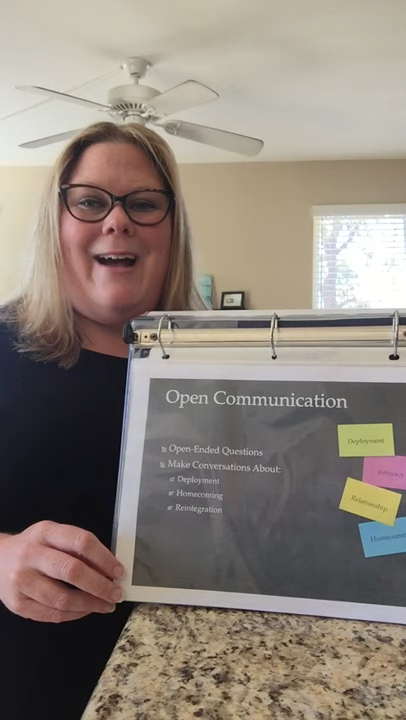 Open Communication
Open-Ended Questions
Make Conversations About:
Deployment
Homecoming
Reintegration
Deployment
Intimacy
Relationship